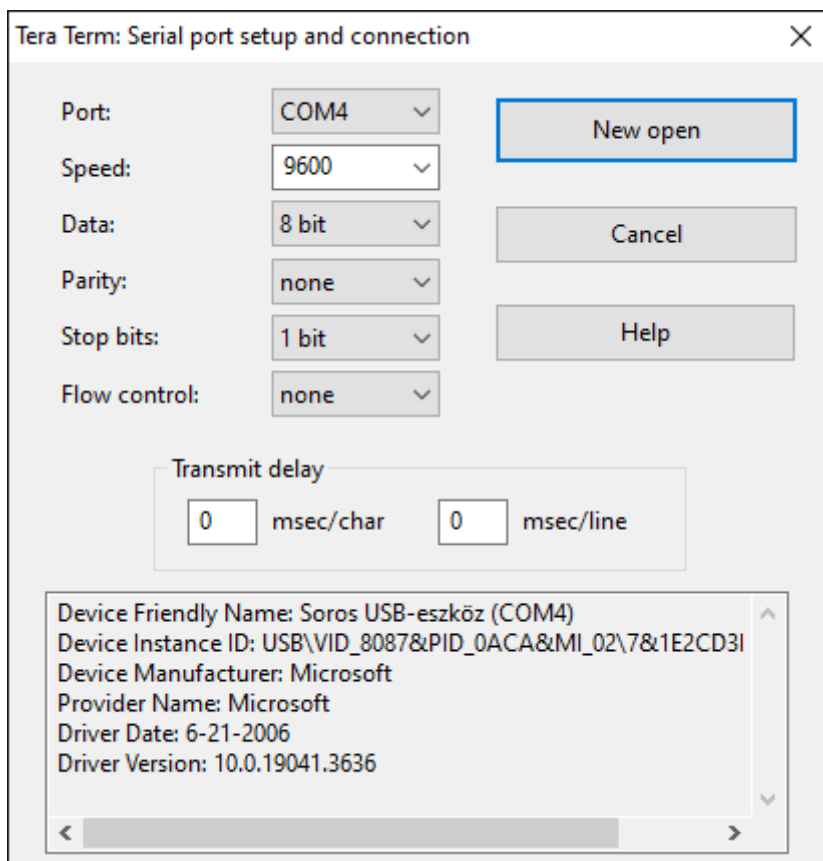 Tera Term: Serial port setup and connection
Port: COM4
New open
Speed: 9600
Data: 8 bit
Cancel
Parity: none
Stop bits: 1 bit
Help
Flow control: none
Transmit delay
0 msec/char 0 msec/line
Device Friendly Name: Soros USB-eszköz (COM4)
Device Instance ID: USB\VID_8087&PID_0ACA&MI_02\7&1E2CD3
Device Manufacturer: Microsoft
Provider Name: Microsoft
Driver Date: 6-21-2006
Driver Version: 10.0.19041.3636